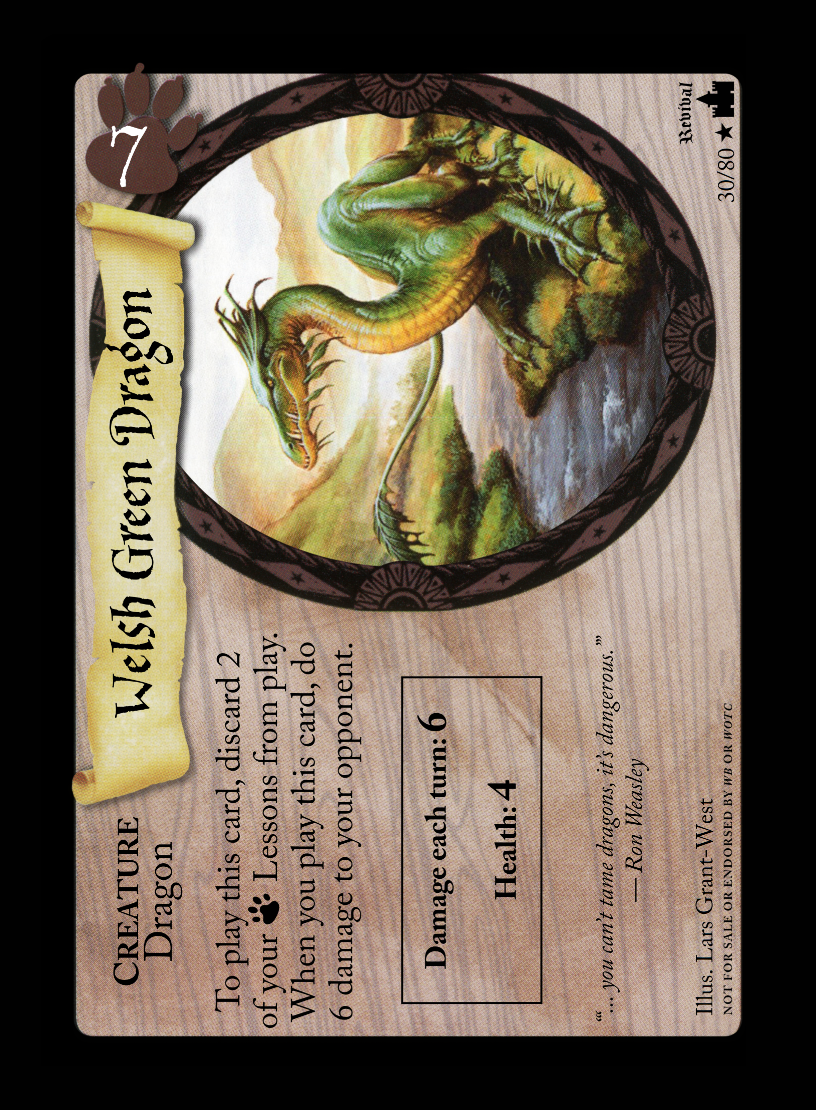 CREATURE
Dragon
Welsh Green Dragon
7
To play this card, discard 2
of your Lessons from play.
When you play this card, do
6 damage to your opponent.
Damage each turn: 6
Health: 4
“‘... you can’t tame dragons, it’s dangerous.’”
— Ron Weasley
Illus. Lars Grant-West
NOT FOR SALE OR ENDORSED BY WB OR WOTC
Revival
30/80 ★